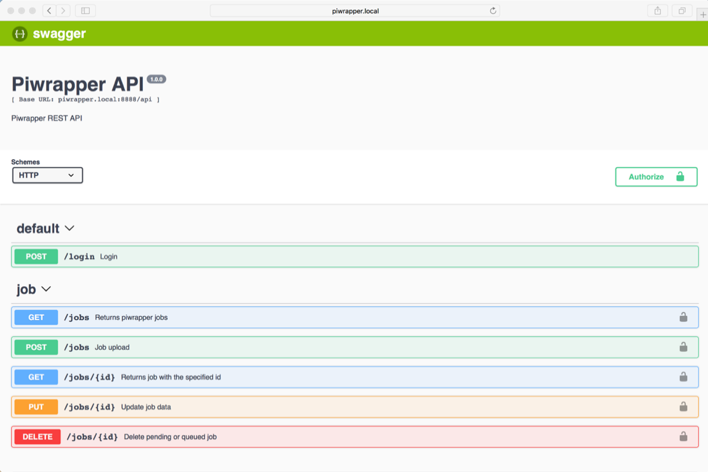 piwrapper.local
swagger
Piwrapper API 1.0.0
[ Base URL: piwrapper.local:8888/api ]
Piwrapper REST API
Schemes
HTTP
Authorize
default
POST /login Login
job
GET /jobs Returns piwrapper jobs
POST /jobs Job upload
GET /jobs/{id} Returns job with the specified id
PUT /jobs/{id} Update job data
DELETE /jobs/{id} Delete pending or queued job